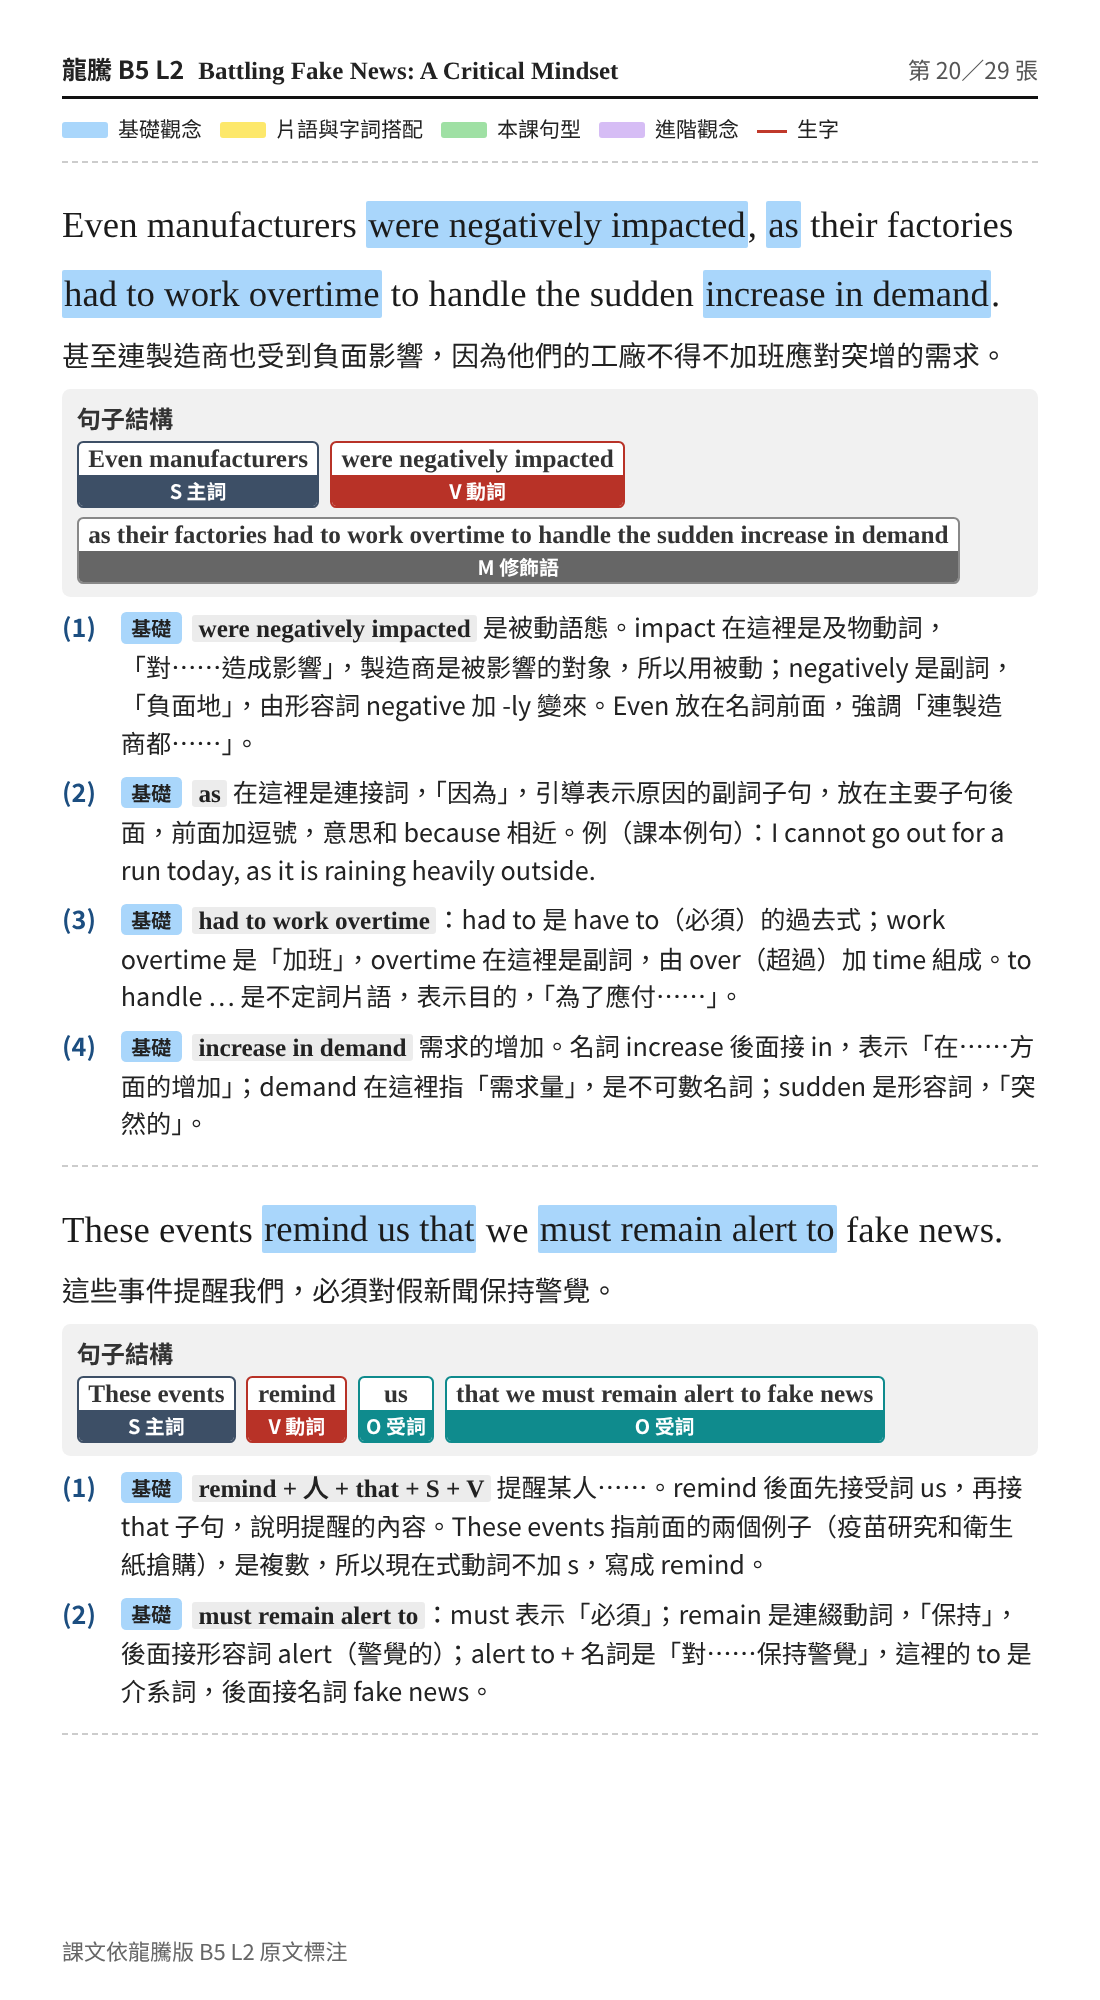 龍騰 B5 L2 Battling Fake News: A Critical Mindset 第 20／29 張
基礎觀念 片語與字詞搭配 本課句型 進階觀念 生字
Even manufacturers were negatively impacted, as their factories
had to work overtime to handle the sudden increase in demand.
甚至連製造商也受到負面影響，因為他們的工廠不得不加班應對突增的需求。
句子結構
Even manufacturers were negatively impacted
S 主詞 V 動詞
as their factories had to work overtime to handle the sudden increase in demand
M 修飾語
(1) 基礎 were negatively impacted 是被動語態。impact 在這裡是及物動詞，
「對……造成影響」，製造商是被影響的對象，所以用被動；negatively 是副詞，
「負面地」，由形容詞 negative 加 -ly 變來。Even 放在名詞前面，強調「連製造
商都……」。
(2) 基礎 as 在這裡是連接詞，「因為」，引導表示原因的副詞子句，放在主要子句後
面，前面加逗號，意思和 because 相近。例（課本例句）：I cannot go out for a
run today, as it is raining heavily outside.
(3) 基礎 had to work overtime：had to 是 have to（必須）的過去式；work
overtime 是「加班」，overtime 在這裡是副詞，由 over（超過）加 time 組成。to
handle … 是不定詞片語，表示目的，「為了應付……」。
(4) 基礎 increase in demand 需求的增加。名詞 increase 後面接 in，表示「在……方
面的增加」；demand 在這裡指「需求量」，是不可數名詞；sudden 是形容詞，「突
然的」。
These events remind us that we must remain alert to fake news.
這些事件提醒我們，必須對假新聞保持警覺。
句子結構
These events remind us that we must remain alert to fake news
S 主詞 V 動詞 O 受詞 O 受詞
(1) 基礎 remind + 人 + that + S + V 提醒某人……。remind 後面先接受詞 us，再接
that 子句，說明提醒的內容。These events 指前面的兩個例子（疫苗研究和衛生
紙搶購），是複數，所以現在式動詞不加 s，寫成 remind。
(2) 基礎 must remain alert to：must 表示「必須」；remain 是連綴動詞，「保持」，
後面接形容詞 alert（警覺的）；alert to + 名詞是「對……保持警覺」，這裡的 to 是
介系詞，後面接名詞 fake news。
課文依龍騰版 B5 L2 原文標注